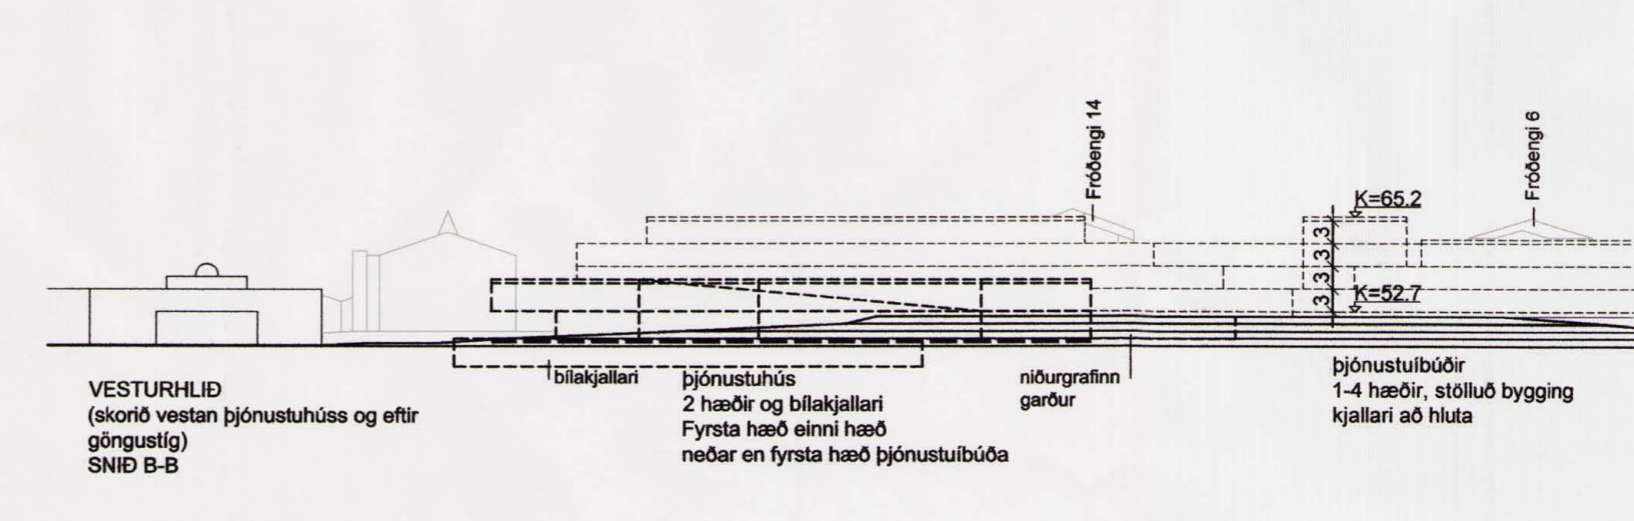 Fróðengi 14
Fróðengi 6
K=65.2
3
3
3
3
K=52.7
bílakjallari
þjónustuhús
2 hæðir og bílakjallari
Fyrsta hæð einni hæð
neðar en fyrsta hæð þjónustuíbúða
niðurgrafinn
garður
þjónustuíbúðir
1-4 hæðir, stölluð bygging
kjallari að hluta
VESTURHLIÐ
(skorið vestan þjónustuhúss og eftir
göngustíg)
SNIÐ B-B